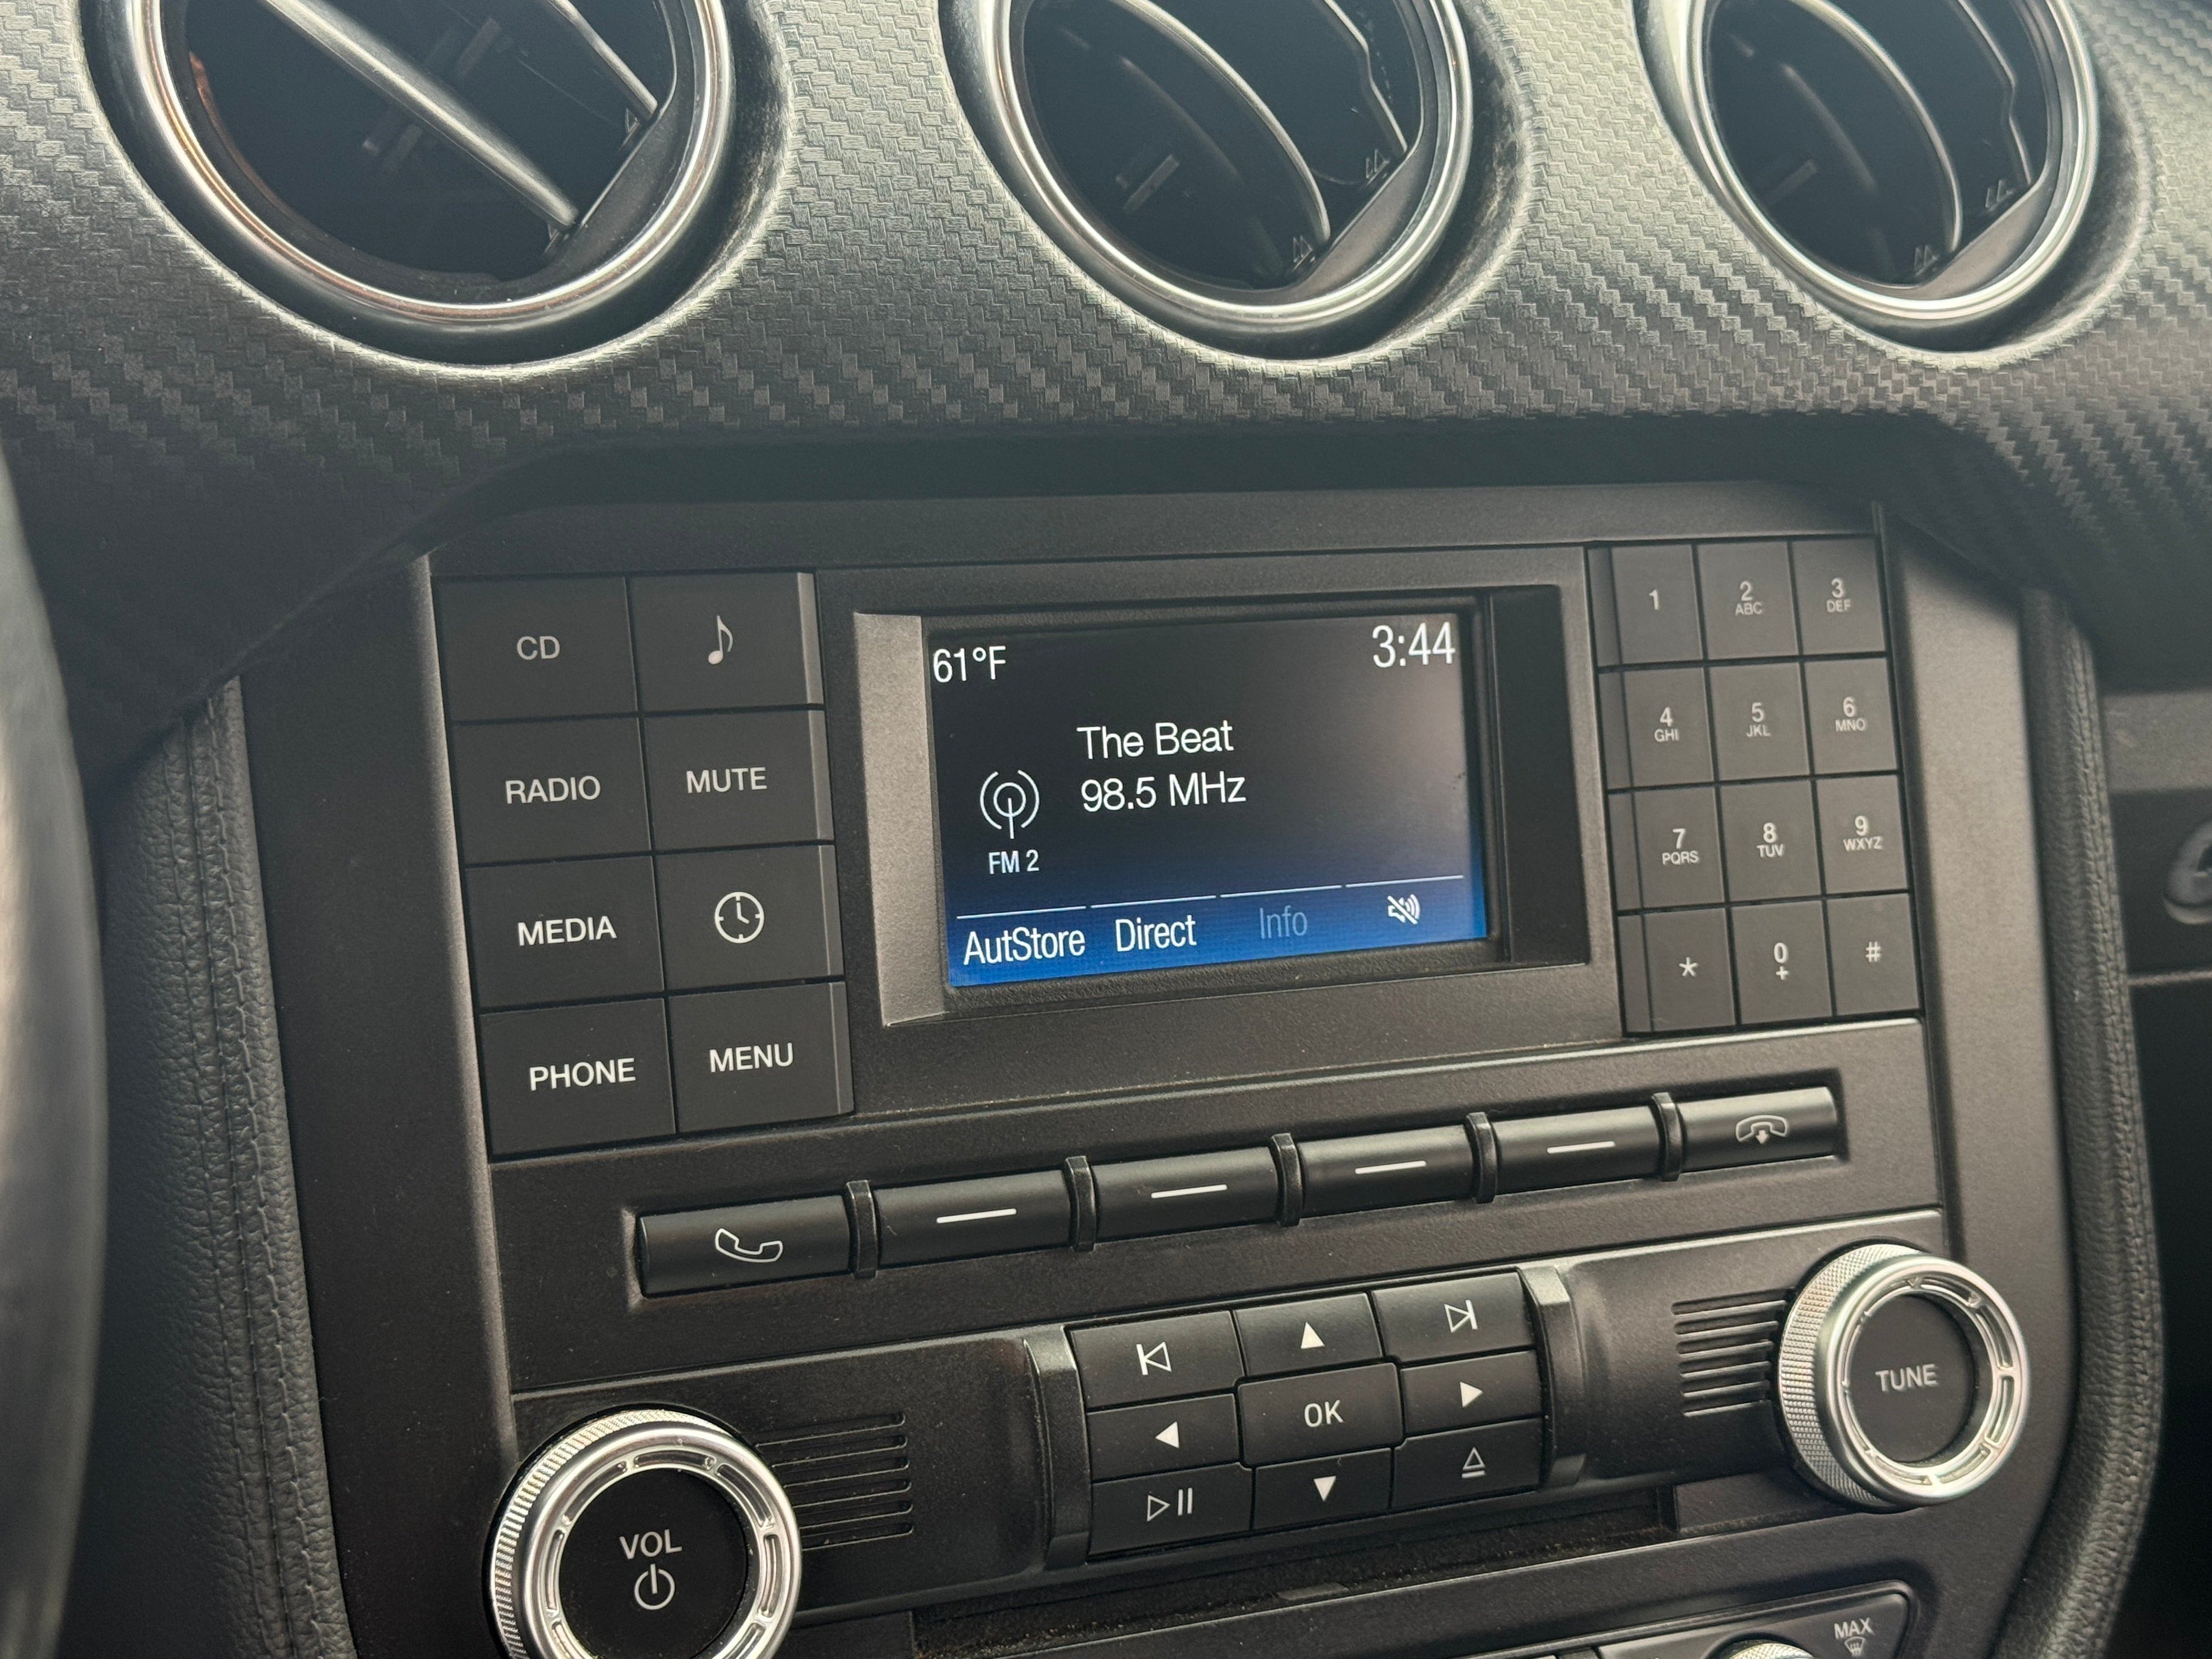 61°F 3:44
The Beat
98.5 MHz
FM 2
AutStore Direct Info
CD
RADIO MUTE
MEDIA
PHONE MENU
1 2 ABC 3 DEF
4 GHI 5 JKL 6 MNO
7 PQRS 8 TUV 9 WXYZ
* 0 + #
OK
VOL
TUNE
MAX